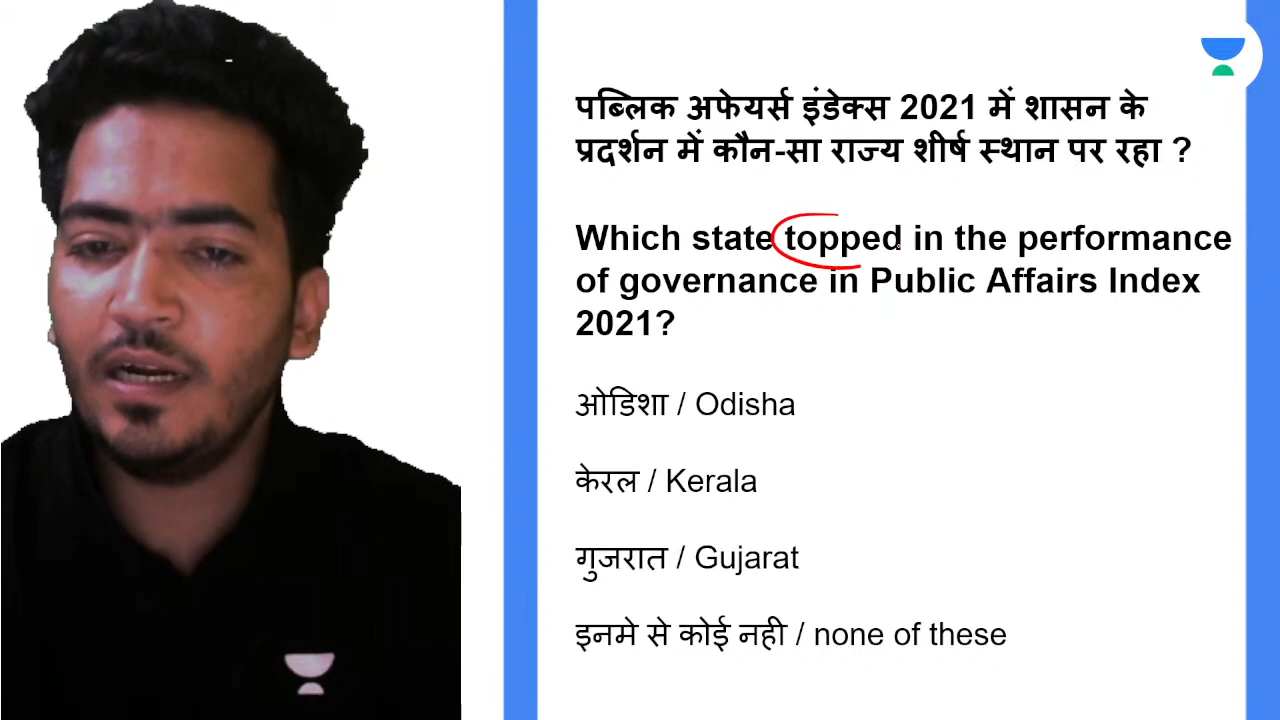 पब्लिक अफेयर्स इंडेक्स 2021 में शासन के
प्रदर्शन में कौन-सा राज्य शीर्ष स्थान पर रहा ?
Which state topped in the performance
of governance in Public Affairs Index
2021?
ओडिशा / Odisha
केरल / Kerala
गुजरात / Gujarat
इनमे से कोई नही / none of these